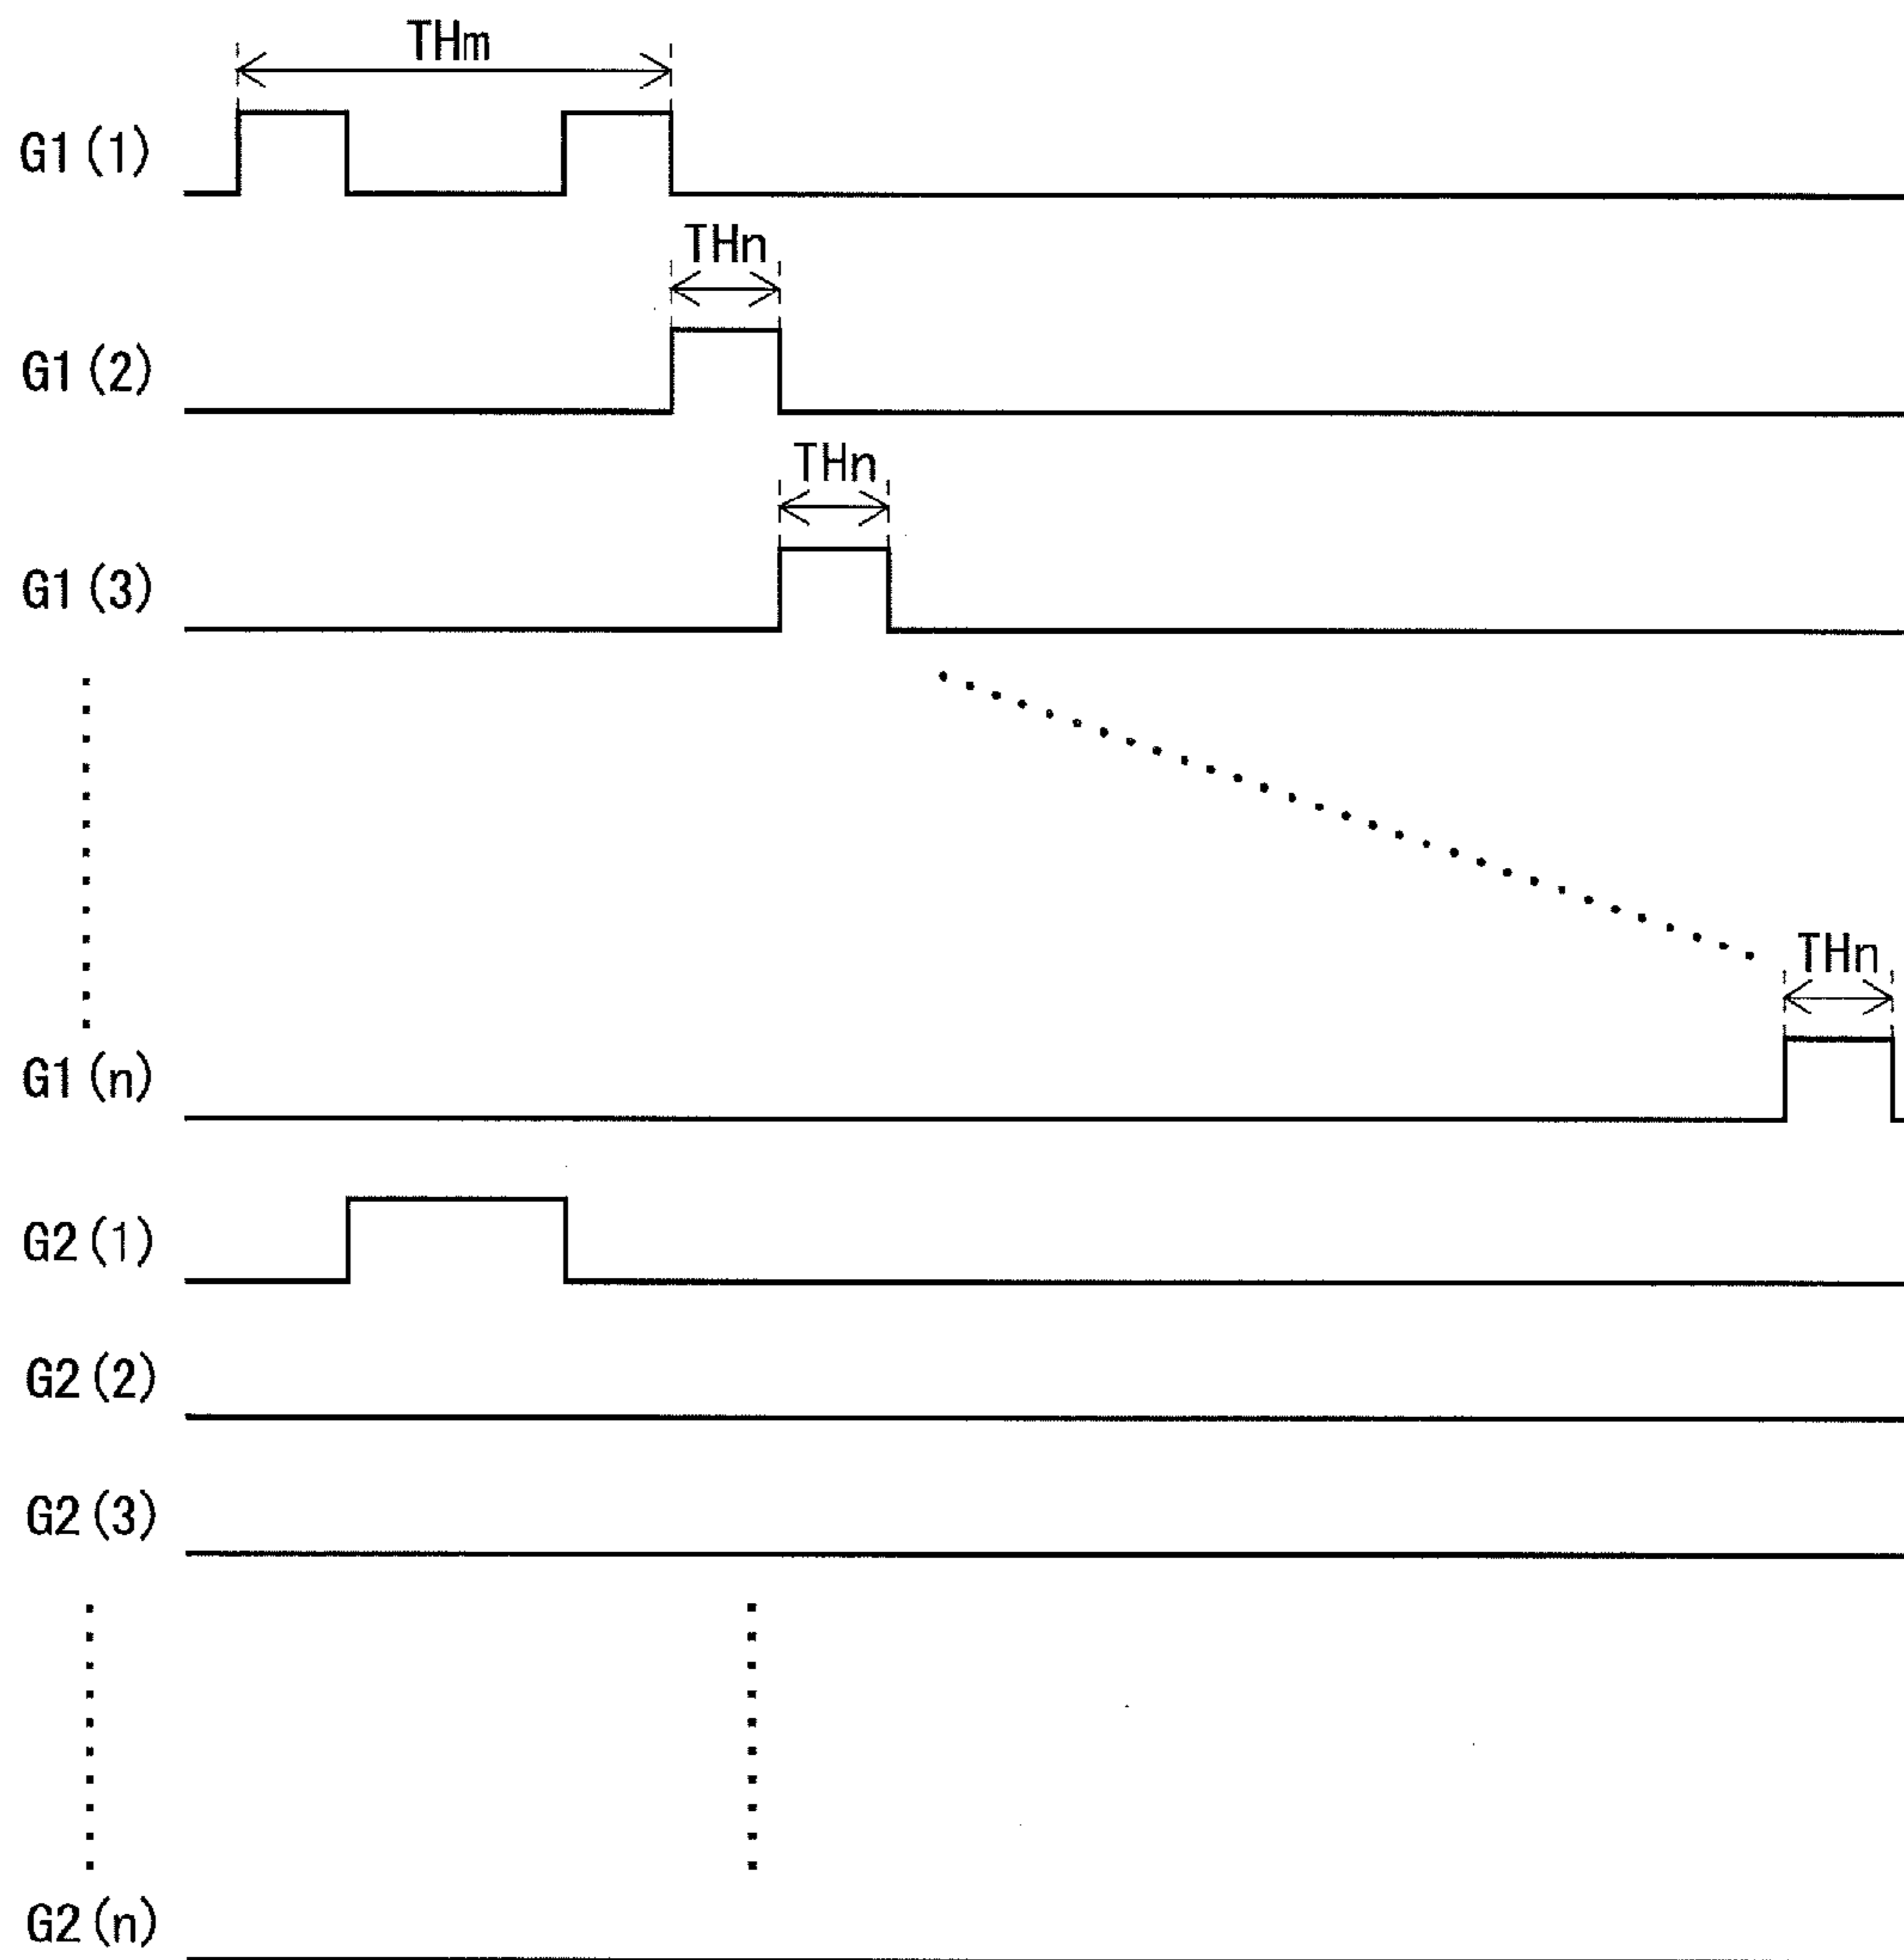 THm
G1(1)
THn
G1(2)
THn
G1(3)
THn
G1(n)
G2(1)
G2(2)
G2(3)
G2(n)